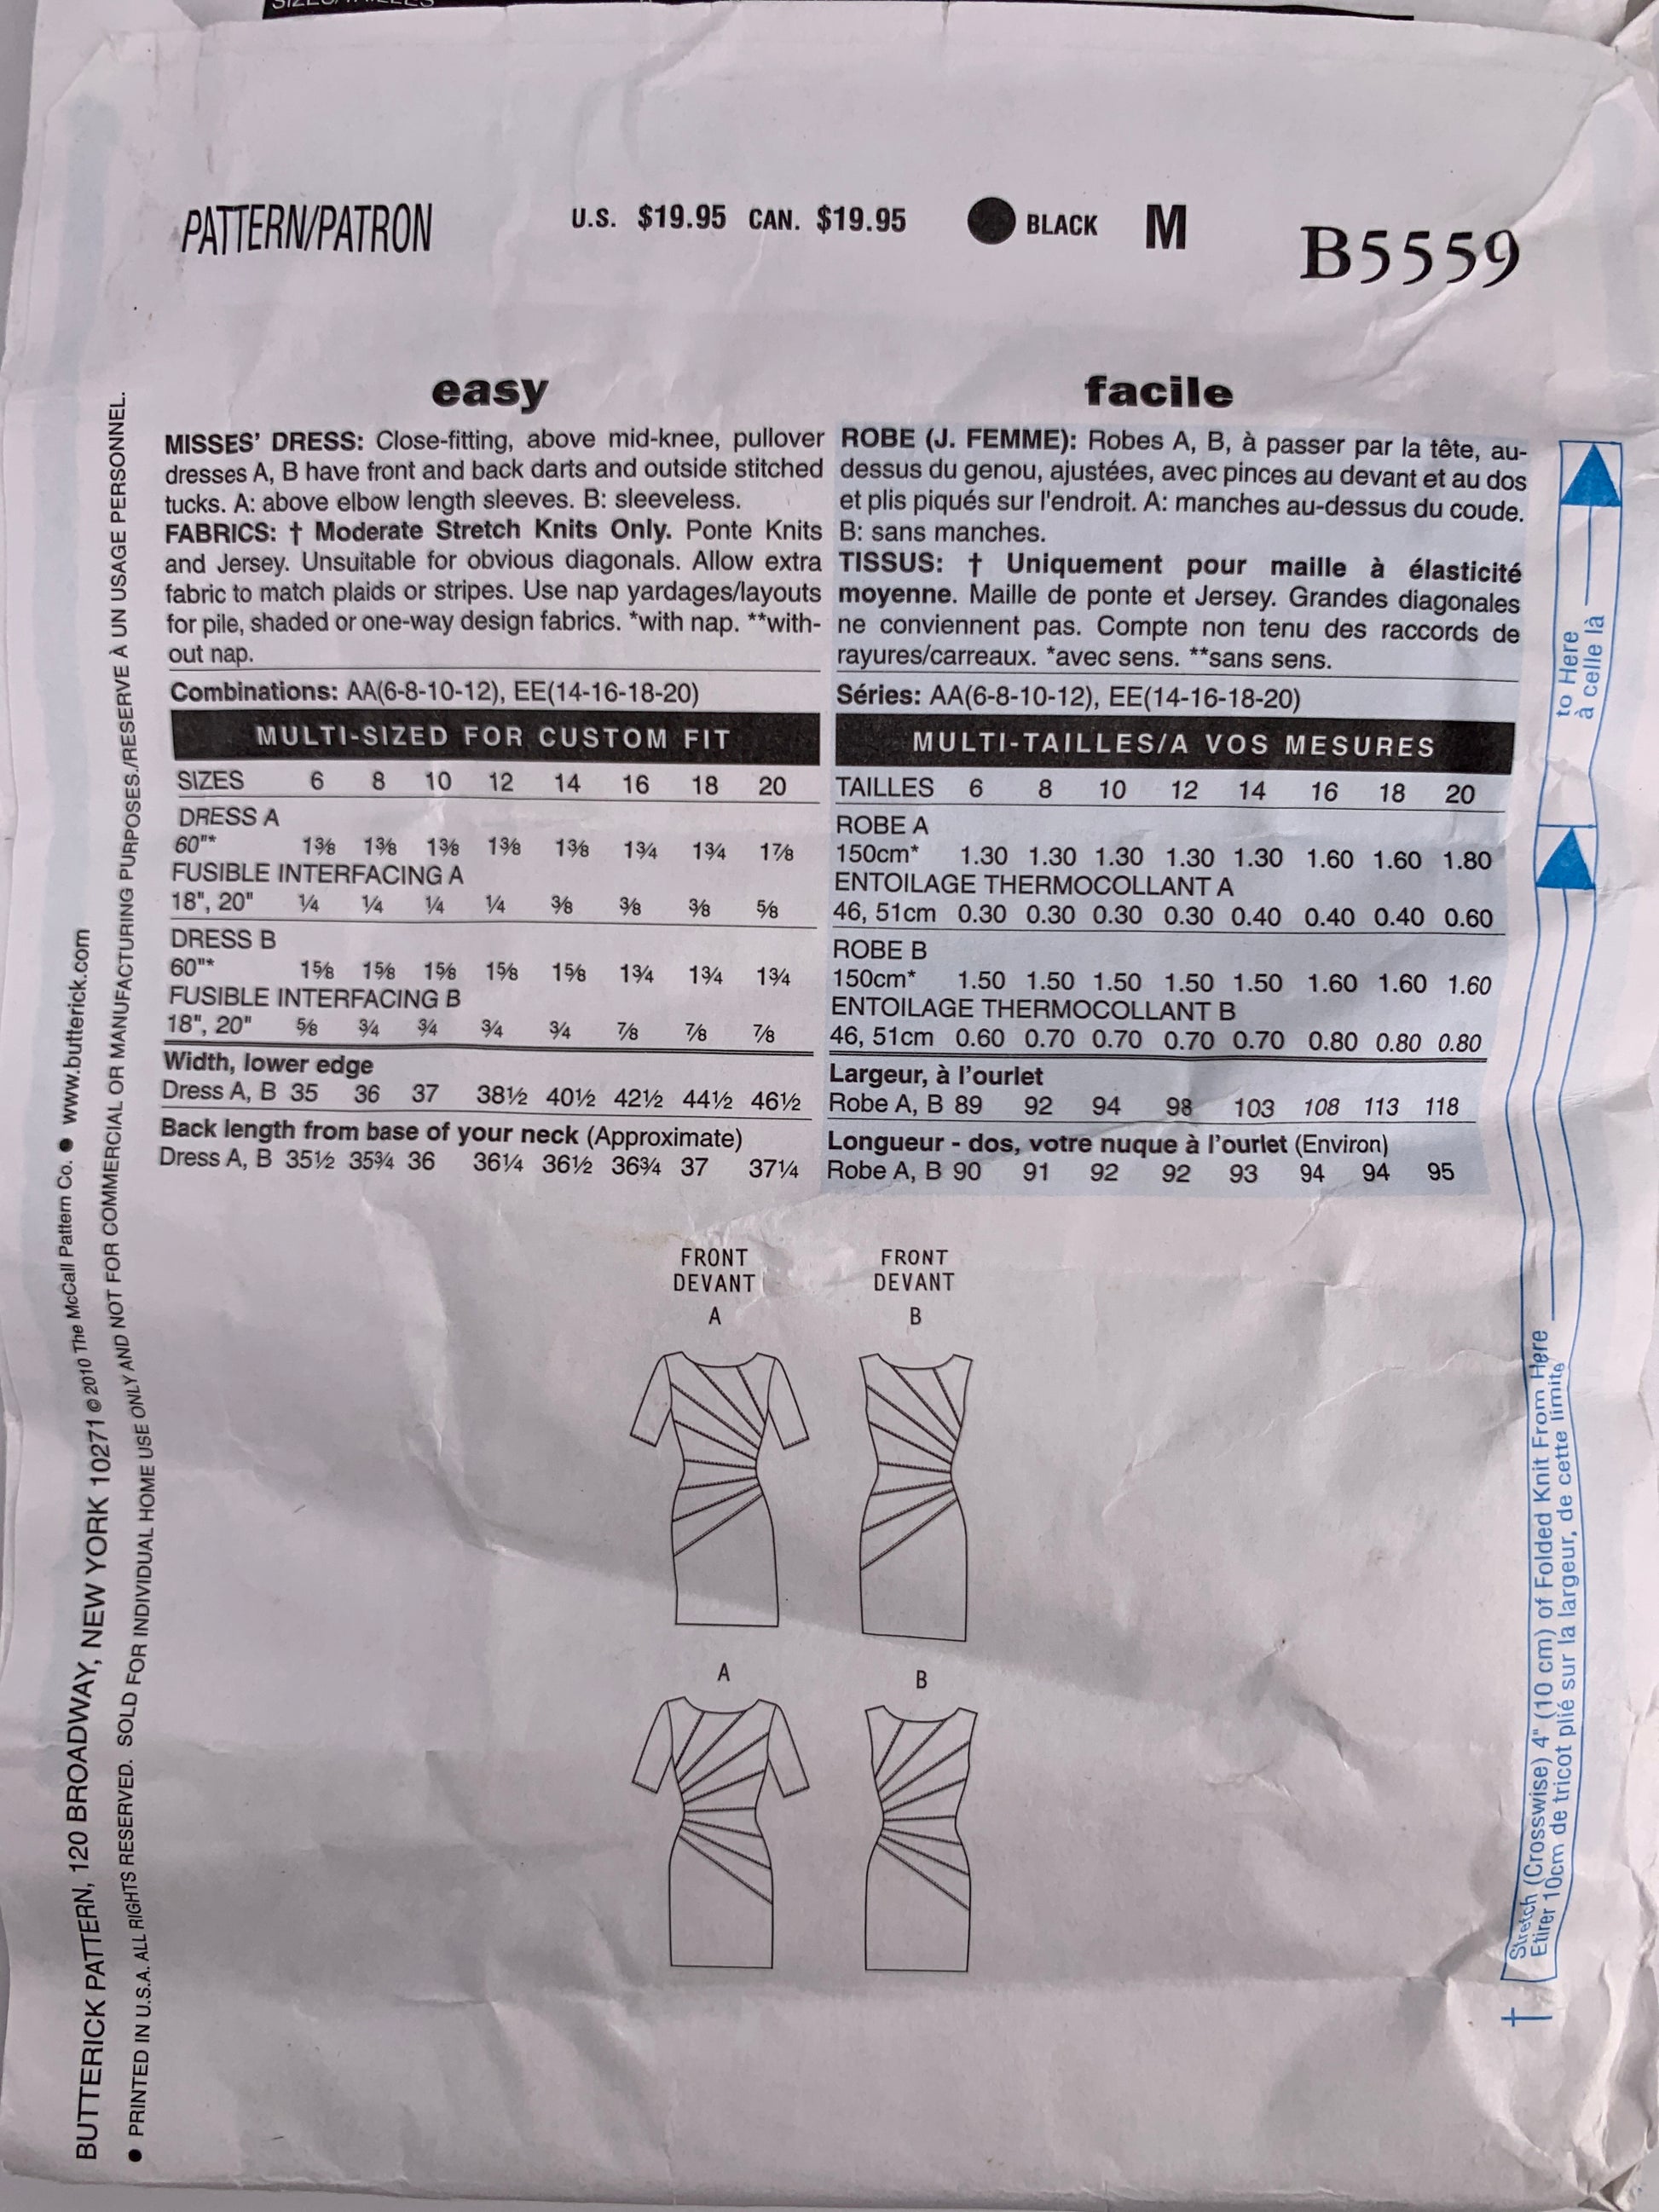 SIZES/TAILLES
PATTERN/PATRON
U.S. $19.95 CAN. $19.95
BLACK M
B5559
easy
MISSES' DRESS: Close-fitting, above mid-knee, pullover
dresses A, B have front and back darts and outside stitched
tucks. A: above elbow length sleeves. B: sleeveless.
FABRICS: † Moderate Stretch Knits Only. Ponte Knits
and Jersey. Unsuitable for obvious diagonals. Allow extra
fabric to match plaids or stripes. Use nap yardages/layouts
for pile, shaded or one-way design fabrics. *with nap. **with-
out nap.
Combinations: AA(6-8-10-12), EE(14-16-18-20)
MULTI-SIZED FOR CUSTOM FIT
SIZES 6 8 10 12 14 16 18 20
DRESS A
60"* 1⅜ 1⅜ 1⅜ 1⅜ 1⅜ 1¾ 1¾ 1⅞
FUSIBLE INTERFACING A
18", 20" ¼ ¼ ¼ ¼ ⅜ ⅜ ⅜ ⅝
DRESS B
60"* 1⅝ 1⅝ 1⅝ 1⅝ 1⅝ 1¾ 1¾ 1¾
FUSIBLE INTERFACING B
18", 20" ⅝ ¾ ¾ ¾ ¾ ⅞ ⅞ ⅞
Width, lower edge
Dress A, B 35 36 37 38½ 40½ 42½ 44½ 46½
Back length from base of your neck (Approximate)
Dress A, B 35½ 35¾ 36 36¼ 36½ 36¾ 37 37¼
facile
ROBE (J. FEMME): Robes A, B, à passer par la tête, au-
dessus du genou, ajustées, avec pinces au devant et au dos
et plis piqués sur l'endroit. A: manches au-dessus du coude.
B: sans manches.
TISSUS: † Uniquement pour maille à élasticité
moyenne. Maille de ponte et Jersey. Grandes diagonales
ne conviennent pas. Compte non tenu des raccords de
rayures/carreaux. *avec sens. **sans sens.
Séries: AA(6-8-10-12), EE(14-16-18-20)
MULTI-TAILLES/A VOS MESURES
TAILLES 6 8 10 12 14 16 18 20
ROBE A
150cm* 1.30 1.30 1.30 1.30 1.30 1.60 1.60 1.80
ENTOILAGE THERMOCOLLANT A
46, 51cm 0.30 0.30 0.30 0.30 0.40 0.40 0.40 0.60
ROBE B
150cm* 1.50 1.50 1.50 1.50 1.50 1.60 1.60 1.60
ENTOILAGE THERMOCOLLANT B
46, 51cm 0.60 0.70 0.70 0.70 0.70 0.80 0.80 0.80
Largeur, à l'ourlet
Robe A, B 89 92 94 98 103 108 113 118
Longueur - dos, votre nuque à l'ourlet (Environ)
Robe A, B 90 91 92 92 93 94 94 95
FRONT
DEVANT
A
FRONT
DEVANT
B
A
B
BUTTERICK PATTERN, 120 BROADWAY, NEW YORK 10271 © 2010 The McCall Pattern Co. ● www.butterick.com
● PRINTED IN U.S.A. ALL RIGHTS RESERVED. SOLD FOR INDIVIDUAL HOME USE ONLY AND NOT FOR COMMERCIAL OR MANUFACTURING PURPOSES./RESERVE À UN USAGE PERSONNEL.
† Stretch (Crosswise) 4" (10 cm) of Folded Knit From Here
Etirer 10cm de tricot plié sur la largeur, de cette limite
to Here
à celle là